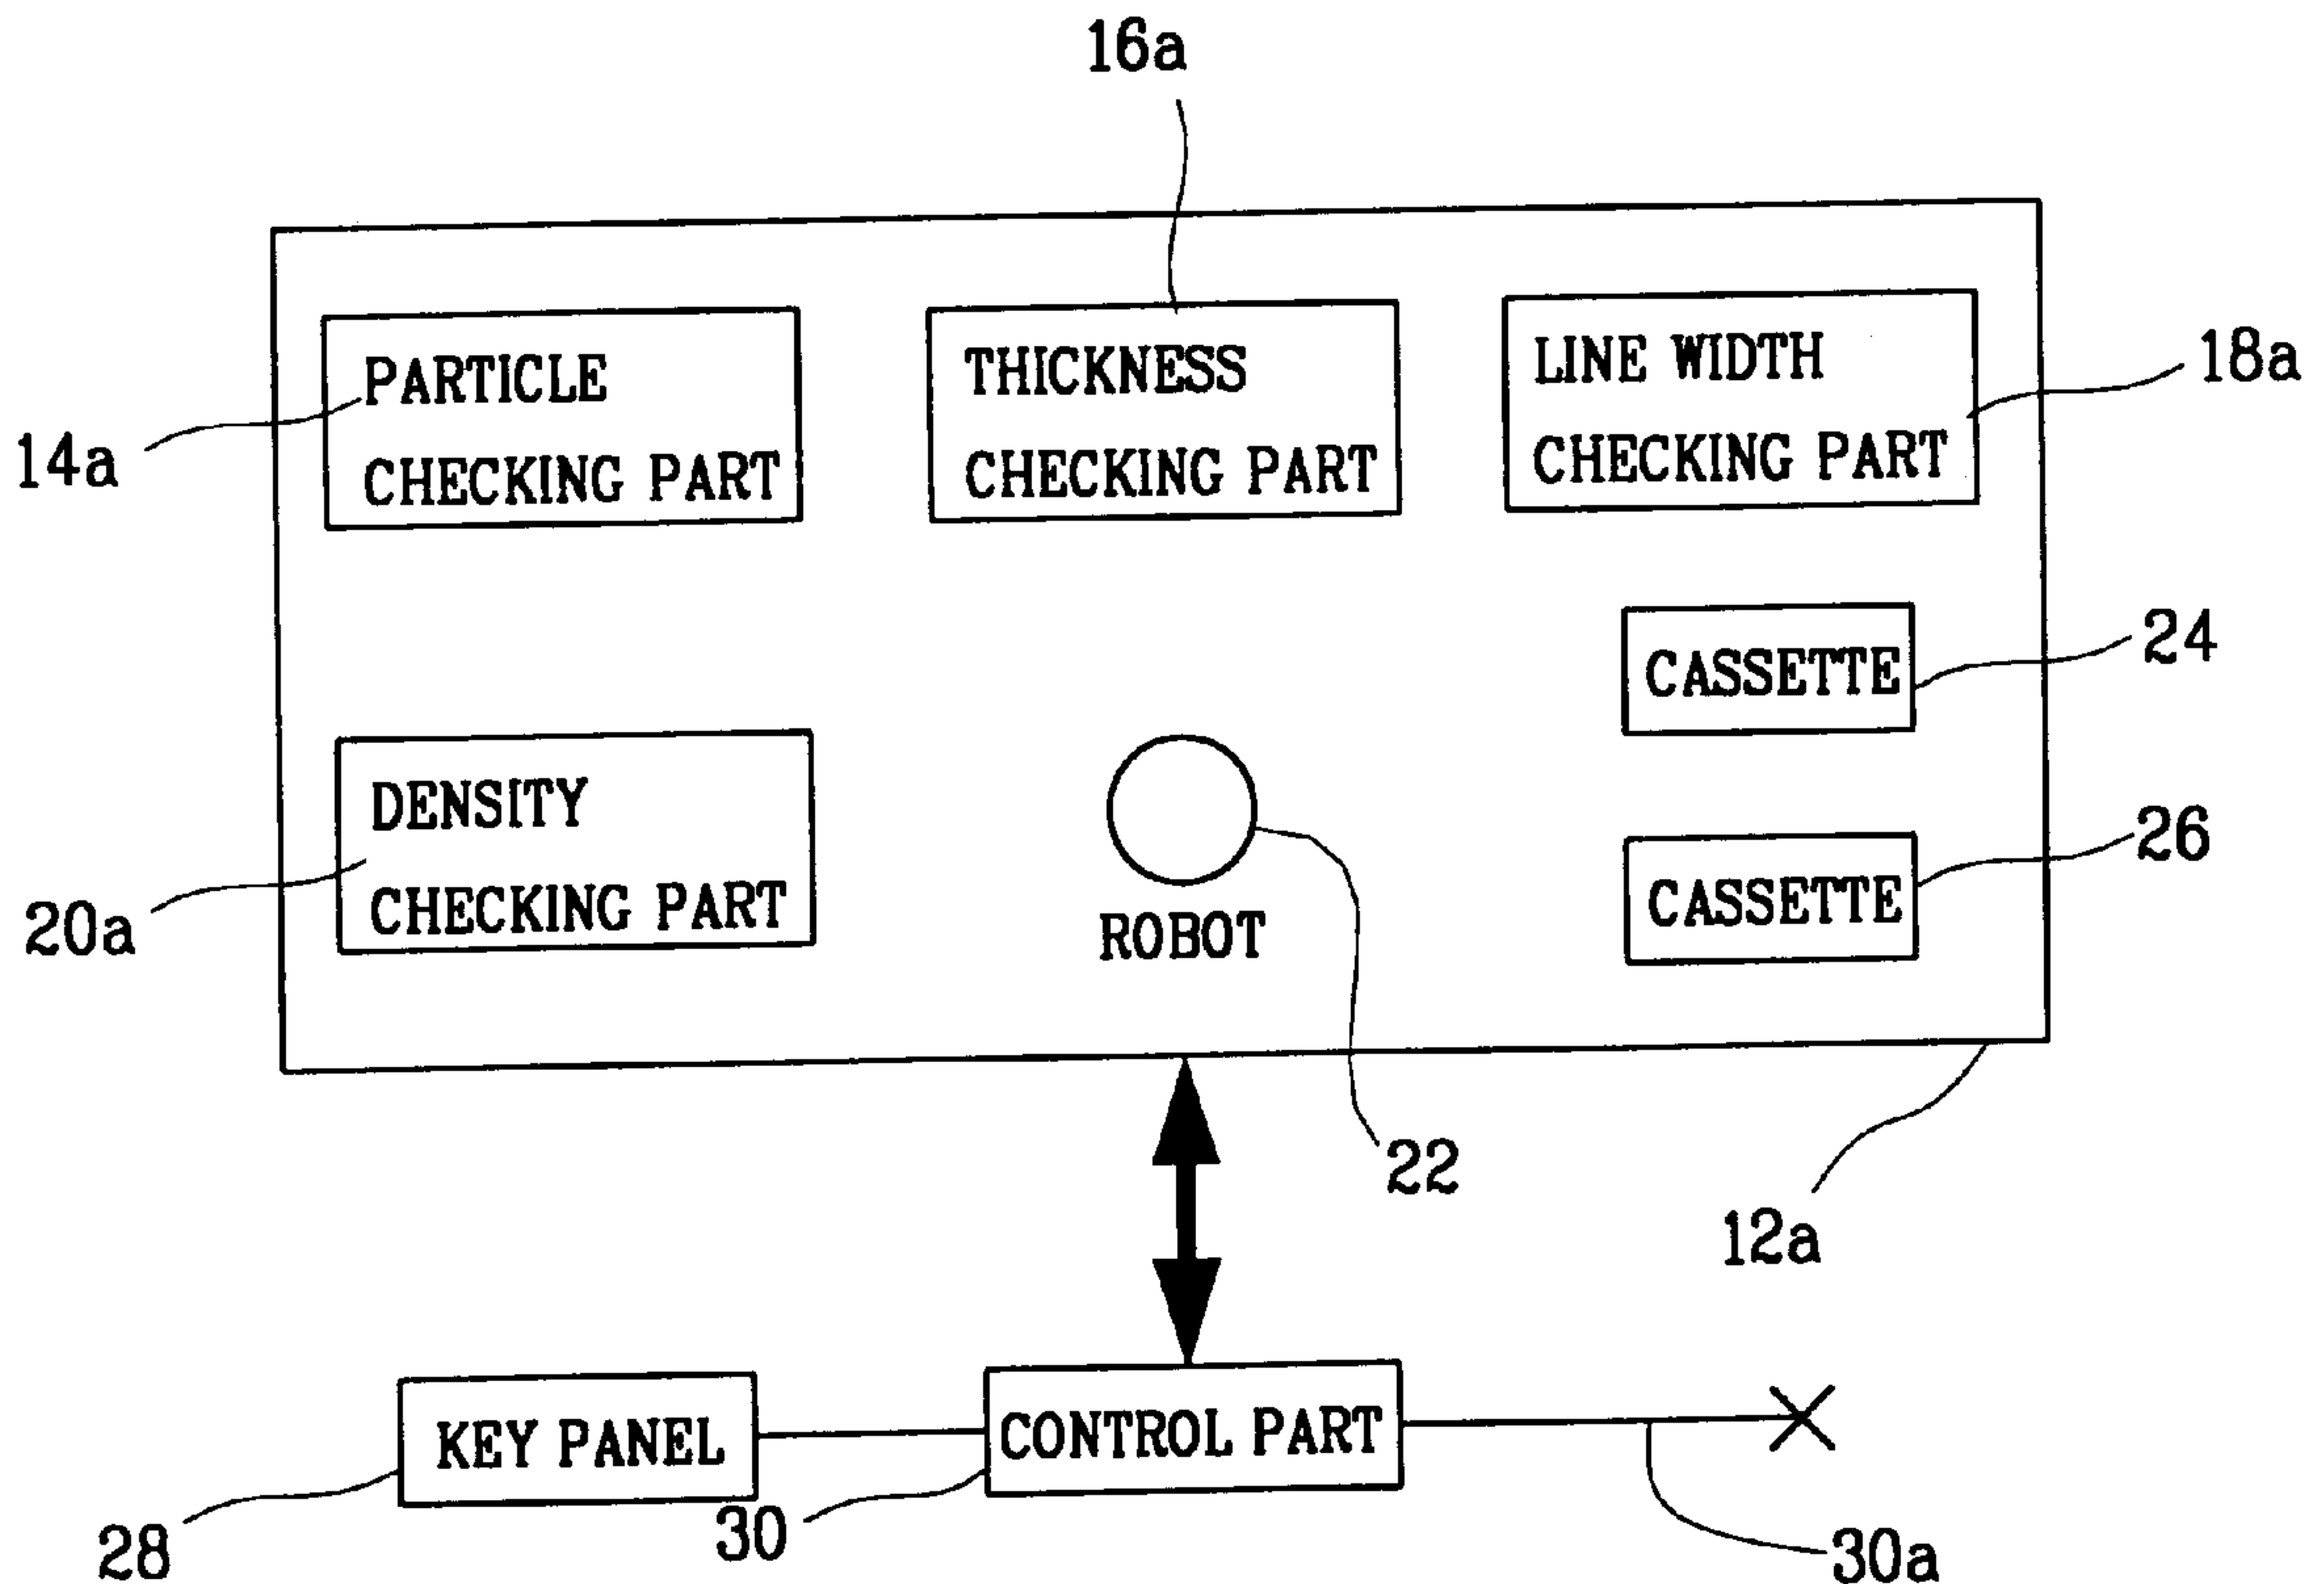 16a
PARTICLE
CHECKING PART
THICKNESS
CHECKING PART
LINE WIDTH
CHECKING PART
18a
14a
CASSETTE
24
DENSITY
CHECKING PART
20a
ROBOT
CASSETTE
26
22
12a
KEY PANEL
CONTROL PART
28
30
30a